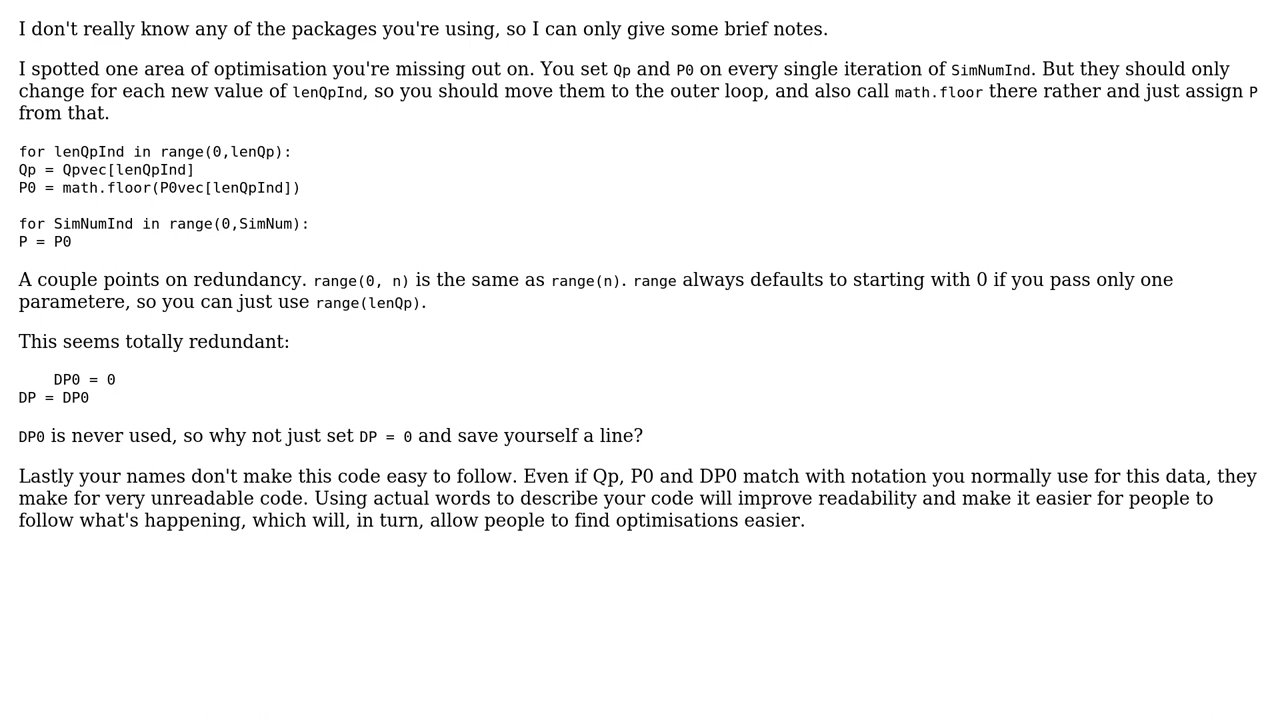 I don't really know any of the packages you're using, so I can only give some brief notes.
I spotted one area of optimisation you're missing out on. You set Qp and P0 on every single iteration of SimNumInd. But they should only
change for each new value of lenQpInd, so you should move them to the outer loop, and also call math.floor there rather and just assign P
from that.
for lenQpInd in range(0,lenQp):
Qp = Qpvec[lenQpInd]
P0 = math.floor(P0vec[lenQpInd])
for SimNumInd in range(0,SimNum):
P = P0
A couple points on redundancy. range(0, n) is the same as range(n). range always defaults to starting with 0 if you pass only one
parametere, so you can just use range(lenQp).
This seems totally redundant:
    DP0 = 0
DP = DP0
DP0 is never used, so why not just set DP = 0 and save yourself a line?
Lastly your names don't make this code easy to follow. Even if Qp, P0 and DP0 match with notation you normally use for this data, they
make for very unreadable code. Using actual words to describe your code will improve readability and make it easier for people to
follow what's happening, which will, in turn, allow people to find optimisations easier.